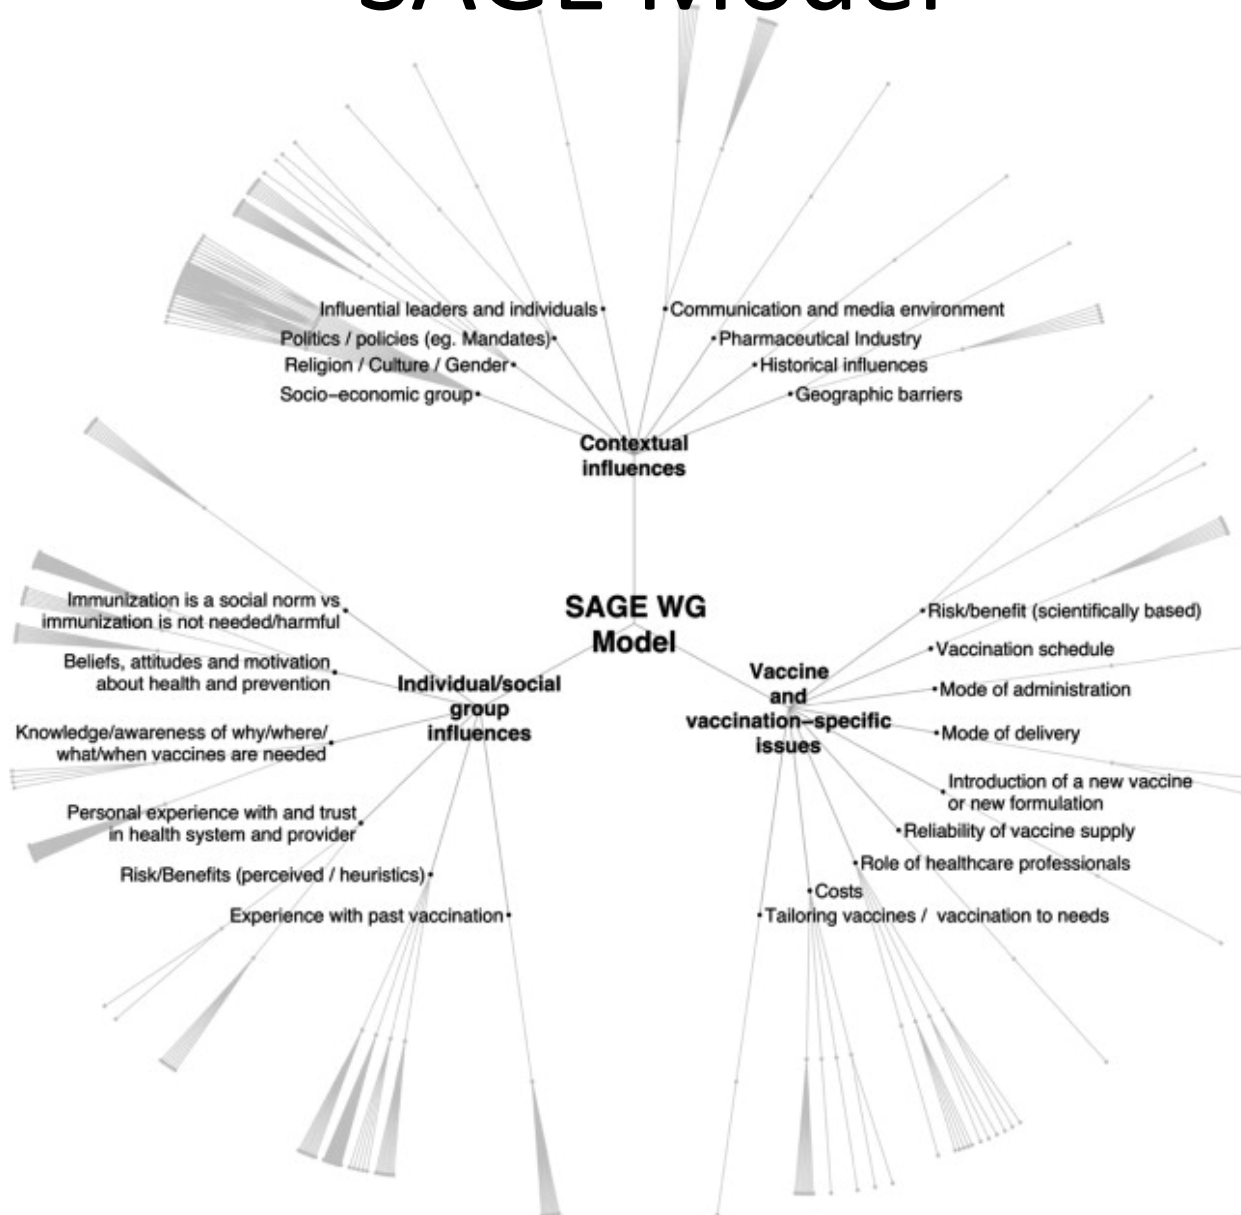 SAGE Model
Influential leaders and individuals
Politics / policies (eg. Mandates)
Religion / Culture / Gender
Socio–economic group
Communication and media environment
Pharmaceutical Industry
Historical influences
Geographic barriers
Contextual
influences
SAGE WG
Model
Immunization is a social norm vs
immunization is not needed/harmful
Beliefs, attitudes and motivation
about health and prevention
Knowledge/awareness of why/where/
what/when vaccines are needed
Personal experience with and trust
in health system and provider
Risk/Benefits (perceived / heuristics)
Experience with past vaccination
Individual/social
group
influences
Vaccine
and
vaccination–specific
issues
Risk/benefit (scientifically based)
Vaccination schedule
Mode of administration
Mode of delivery
Introduction of a new vaccine
or new formulation
Reliability of vaccine supply
Role of healthcare professionals
Costs
Tailoring vaccines / vaccination to needs